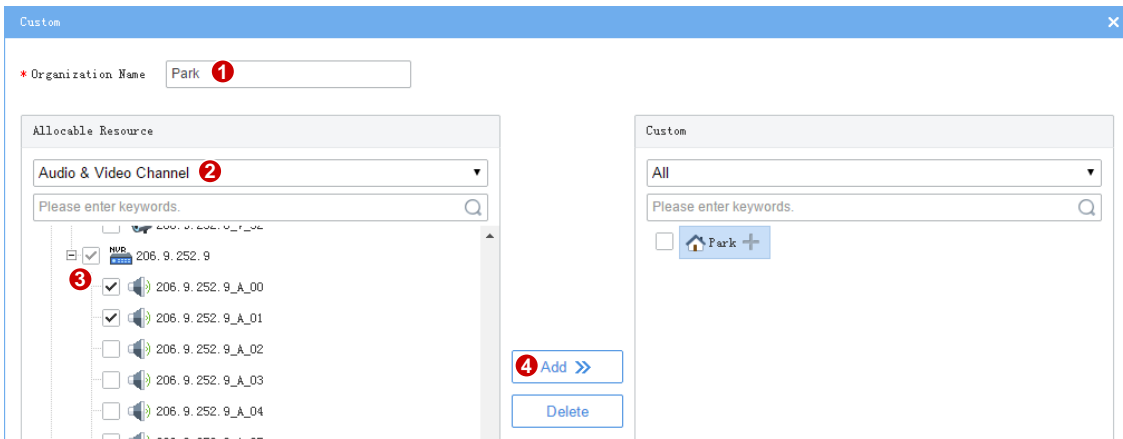 Custom
* Organization Name Park 1
Allocable Resource
Audio & Video Channel 2
Please enter keywords.
NVR 206.9.252.9
3
206.9.252.9_A_00
206.9.252.9_A_01
206.9.252.9_A_02
206.9.252.9_A_03
206.9.252.9_A_04
4 Add
Delete
Custom
All
Please enter keywords.
Park